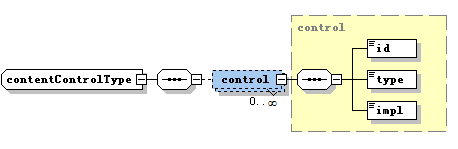 control
id
contentControlType
control
type
0..∞
impl